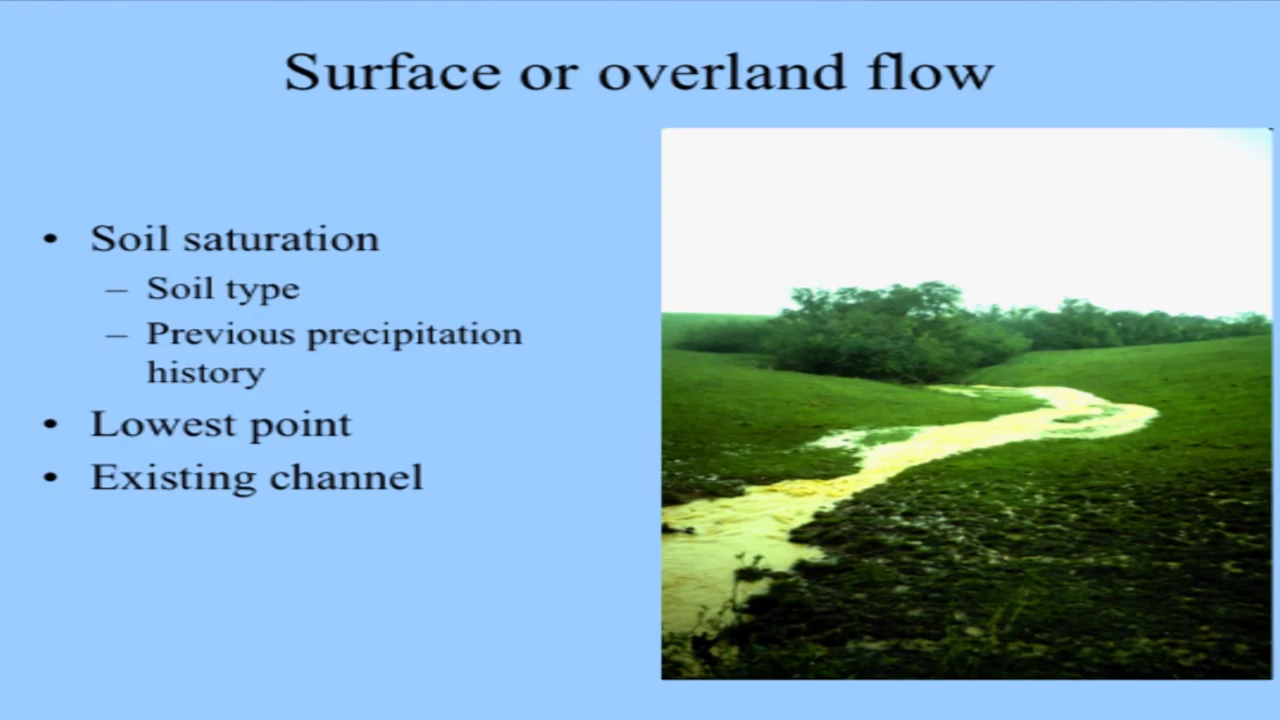 Surface or overland flow
• Soil saturation
– Soil type
– Previous precipitation
history
• Lowest point
• Existing channel